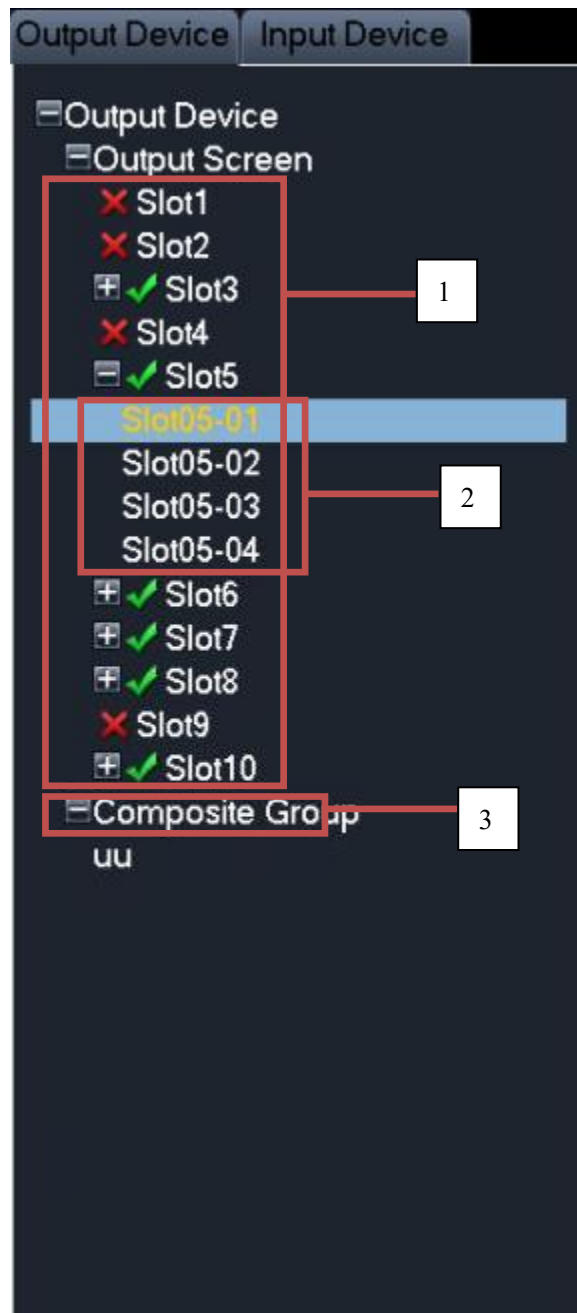 Output Device Input Device
Output Device
Output Screen
Slot1
Slot2
Slot3
1
Slot4
Slot5
Slot05-01
Slot05-02
Slot05-03
2
Slot05-04
Slot6
Slot7
Slot8
Slot9
Slot10
Composite Group
3
uu